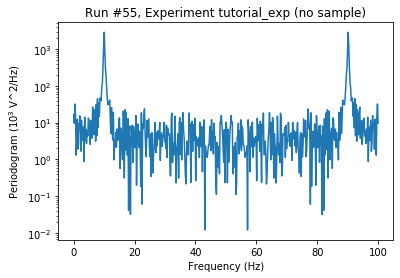 Run #55, Experiment tutorial_exp (no sample)
Periodogram (10³ V^2/Hz)
10³
10²
10¹
10⁰
10⁻¹
10⁻²
0 20 40 60 80 100
Frequency (Hz)